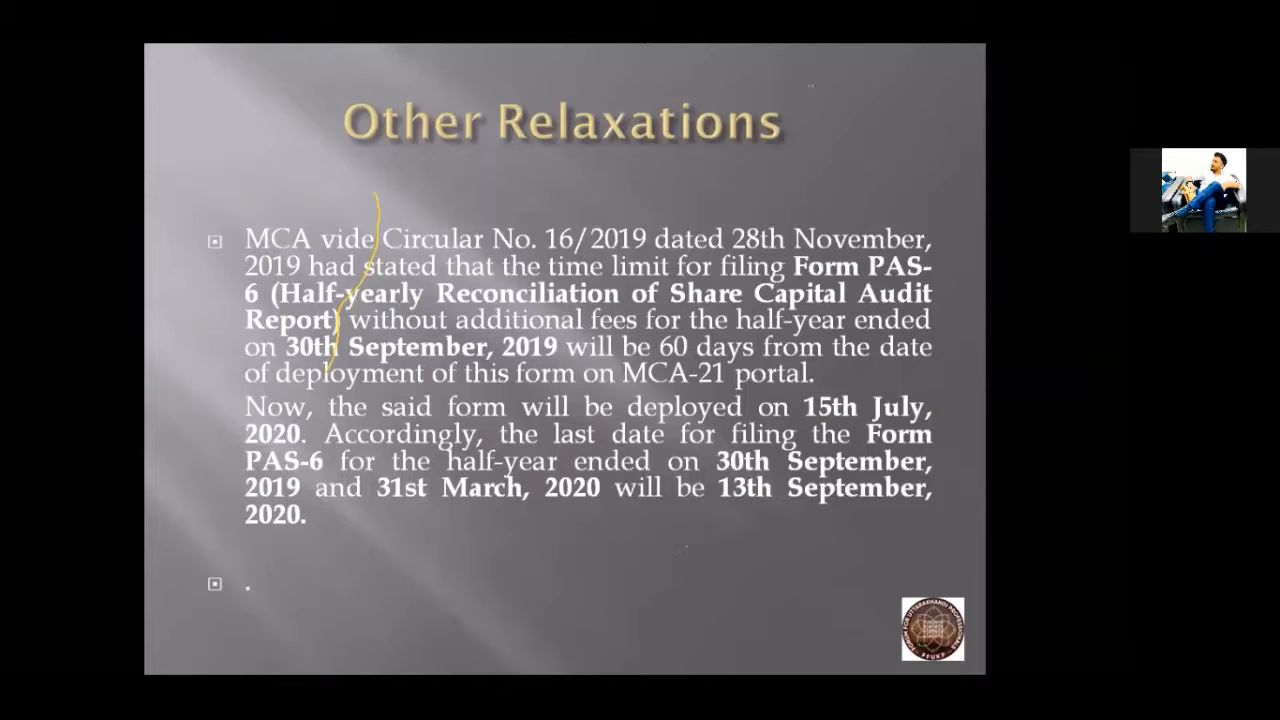 Other Relaxations
MCA vide Circular No. 16/2019 dated 28th November,
2019 had stated that the time limit for filing Form PAS-
6 (Half-yearly Reconciliation of Share Capital Audit
Report) without additional fees for the half-year ended
on 30th September, 2019 will be 60 days from the date
of deployment of this form on MCA-21 portal.
Now, the said form will be deployed on 15th July,
2020. Accordingly, the last date for filing the Form
PAS-6 for the half-year ended on 30th September,
2019 and 31st March, 2020 will be 13th September,
2020.
.
FORUM FOR UTTARAKHAND PROFESSIONALS
FFUKP